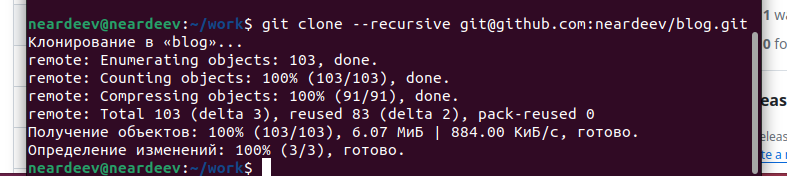 neardeev@neardeev:~/work$ git clone --recursive git@github.com:neardeev/blog.git
Клонирование в «blog»...
remote: Enumerating objects: 103, done.
remote: Counting objects: 100% (103/103), done.
remote: Compressing objects: 100% (91/91), done.
remote: Total 103 (delta 3), reused 83 (delta 2), pack-reused 0
Получение объектов: 100% (103/103), 6.07 МиБ | 884.00 КиБ/с, готово.
Определение изменений: 100% (3/3), готово.
neardeev@neardeev:~/work$